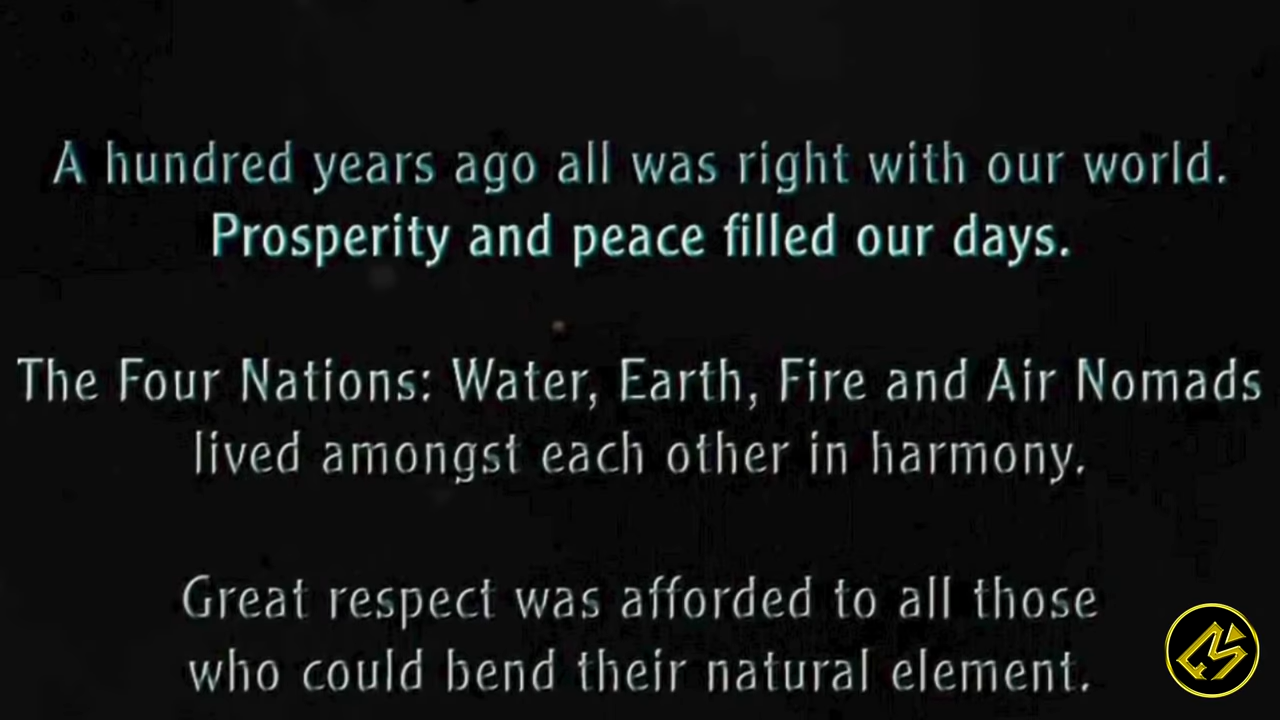 A hundred years ago all was right with our world.
Prosperity and peace filled our days.
The Four Nations: Water, Earth, Fire and Air Nomads
lived amongst each other in harmony.
Great respect was afforded to all those
who could bend their natural element.